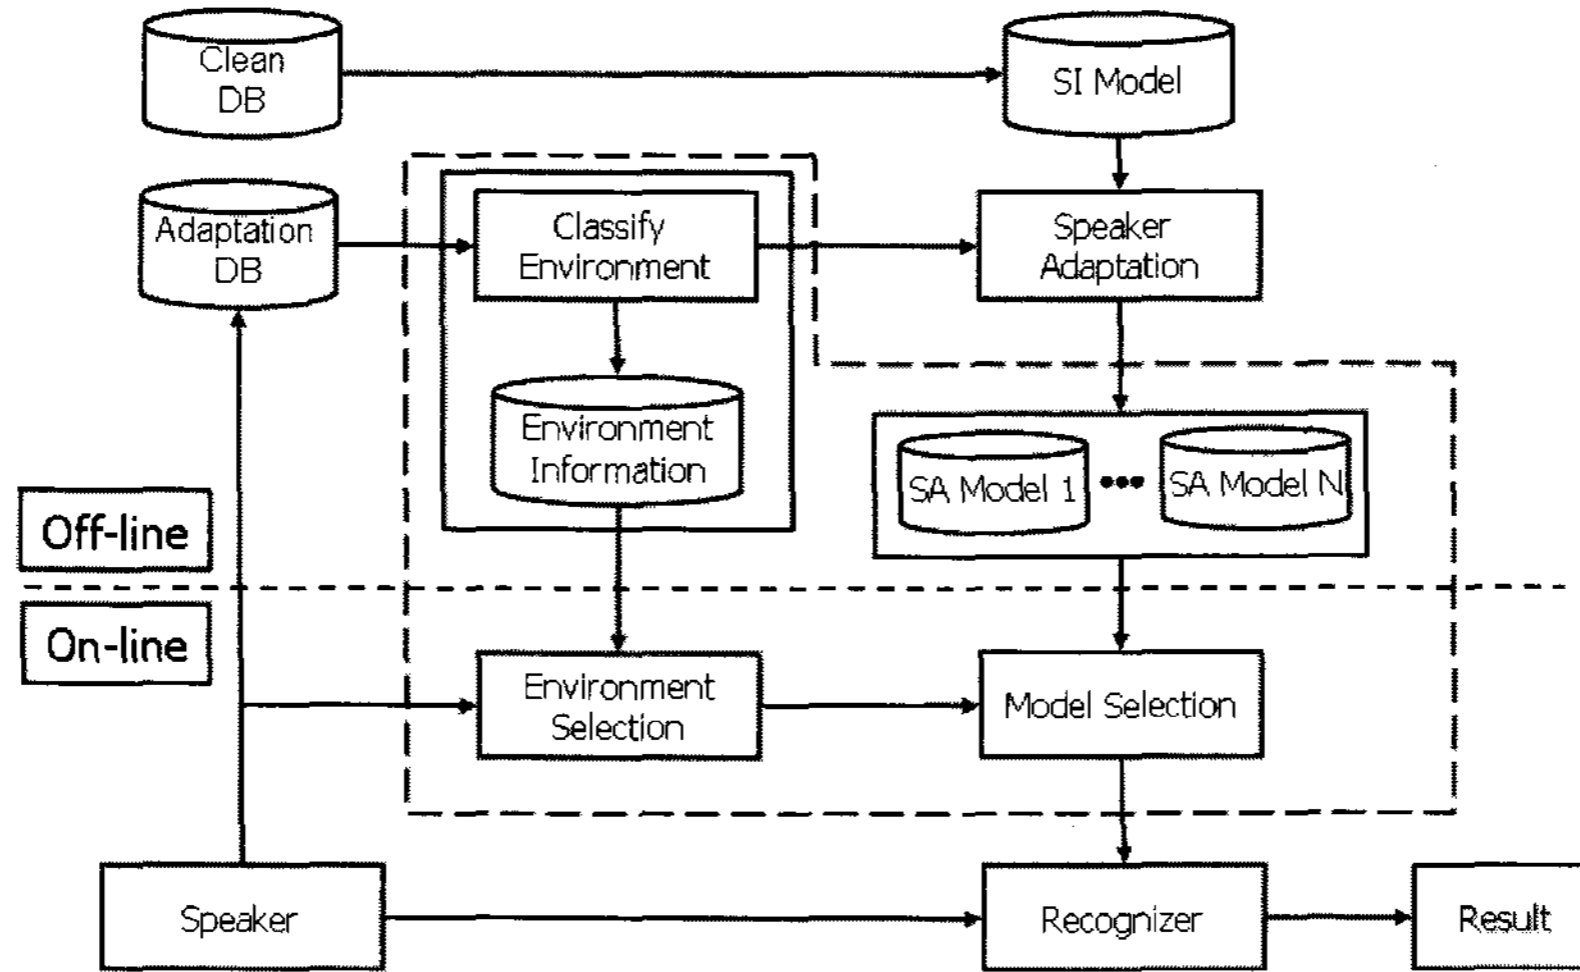 Clean
DB
SI Model
Adaptation
DB
Classify
Environment
Speaker
Adaptation
Environment
Information
SA Model 1
•••
SA Model N
Off-line
On-line
Environment
Selection
Model Selection
Speaker
Recognizer
Result